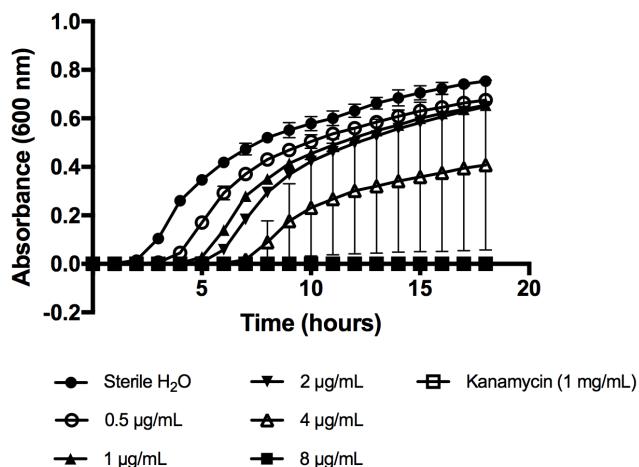 1.0
0.8
0.6
0.4
0.2
0.0
-0.2
Absorbance (600 nm)
5 10 15 20
Time (hours)
Sterile H₂O 2 µg/mL Kanamycin (1 mg/mL)
0.5 µg/mL 4 µg/mL
1 µg/mL 8 µg/mL